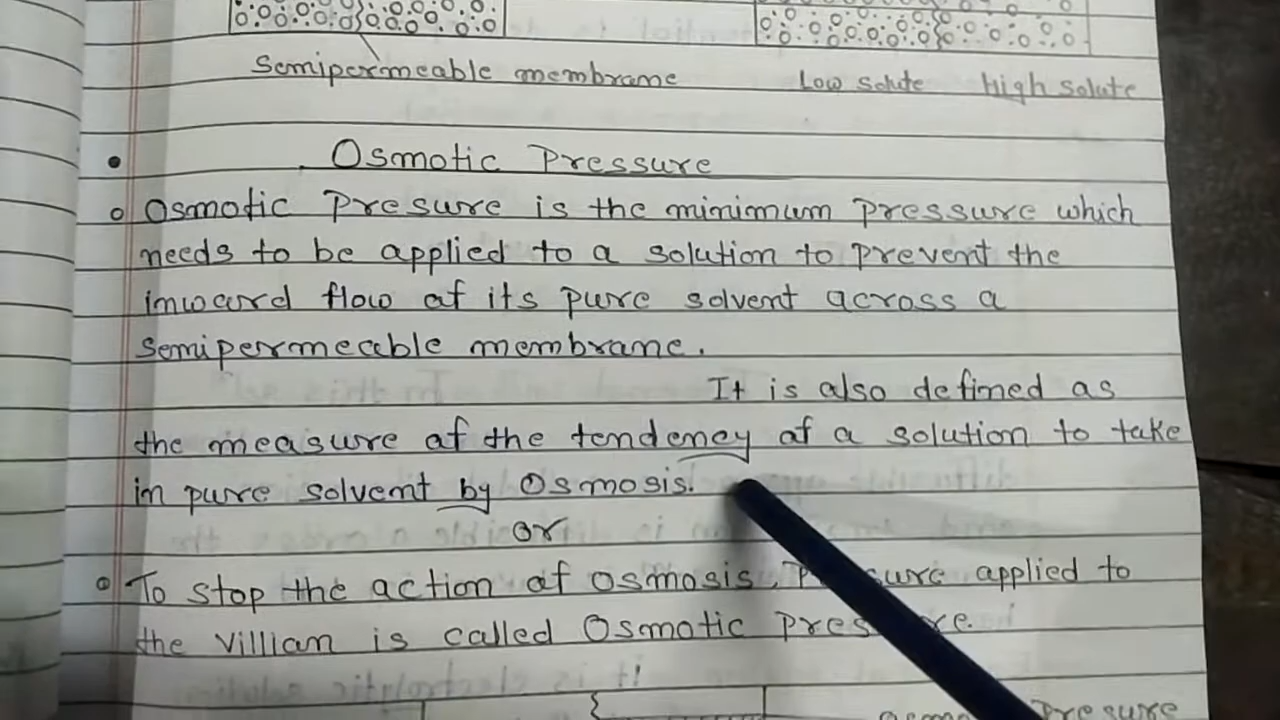 Semipermeable membrane
Low solute High solute
Osmotic Pressure
Osmotic Presure is the minimum pressure which
needs to be applied to a solution to prevent the
inward flow of its pure solvent across a
semipermeable membrane.
It is also defined as
the measure of the tendency of a solution to take
in pure solvent by Osmosis.
or
To stop the action of osmosis, applied to
the Villian is called Osmotic
Presure